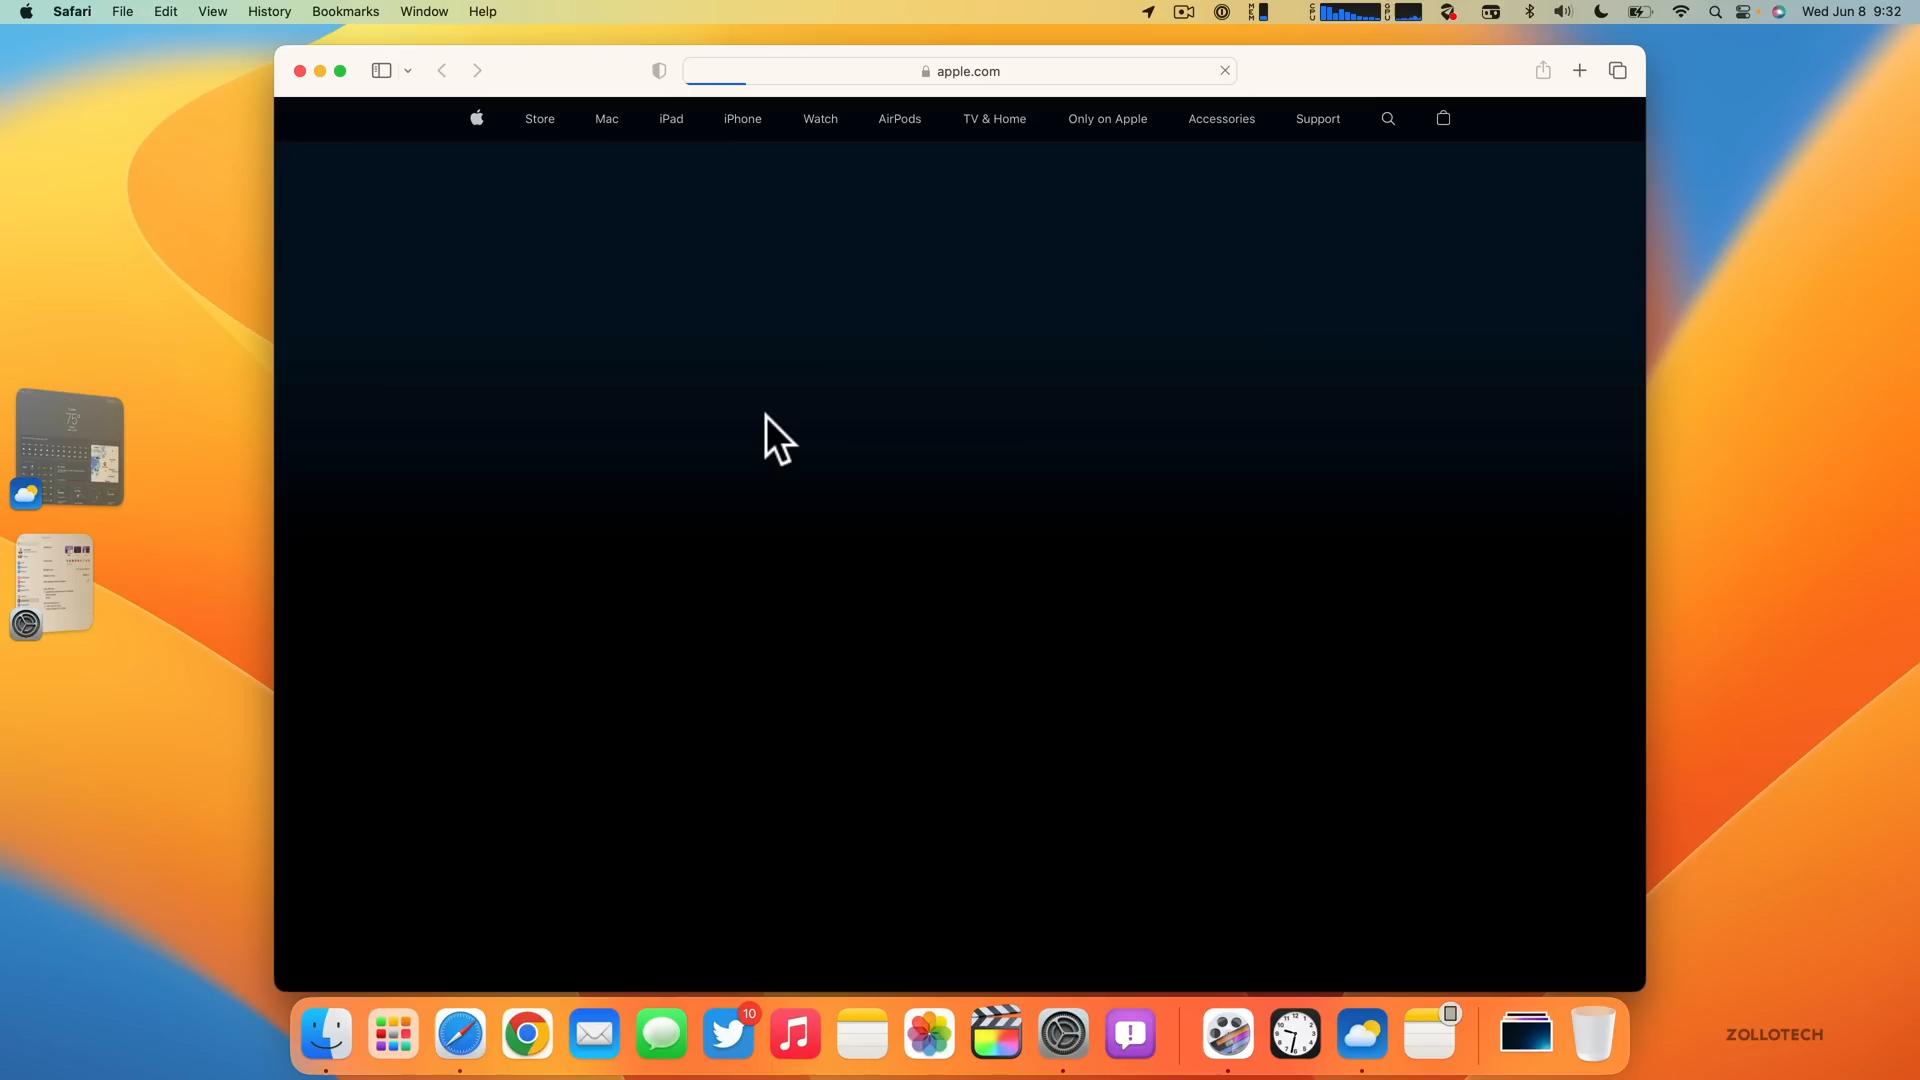 Safari File Edit View History Bookmarks Window Help
Wed Jun 8 9:32
apple.com
Store Mac iPad iPhone Watch AirPods TV & Home Only on Apple Accessories Support
75°
10
ZOLLOTECH